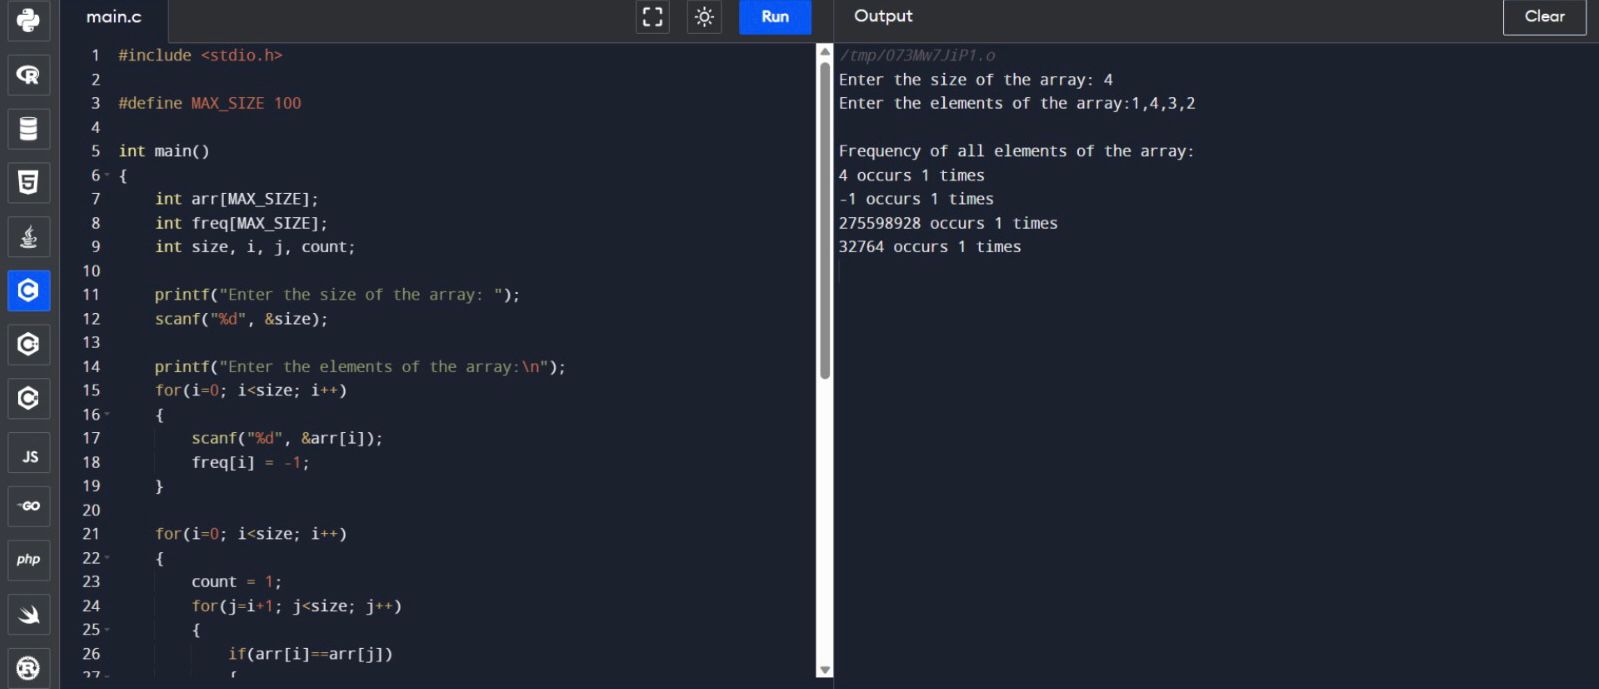 main.c
Run
Output
Clear
1 #include <stdio.h>
2
3 #define MAX_SIZE 100
4
5 int main()
6 {
7 int arr[MAX_SIZE];
8 int freq[MAX_SIZE];
9 int size, i, j, count;
10
11 printf("Enter the size of the array: ");
12 scanf("%d", &size);
13
14 printf("Enter the elements of the array:\n");
15 for(i=0; i<size; i++)
16 {
17 scanf("%d", &arr[i]);
18 freq[i] = -1;
19 }
20
21 for(i=0; i<size; i++)
22 {
23 count = 1;
24 for(j=i+1; j<size; j++)
25 {
26 if(arr[i]==arr[j])
27 {
/tmp/O73Mw7JiP1.o
Enter the size of the array: 4
Enter the elements of the array:1,4,3,2
Frequency of all elements of the array:
4 occurs 1 times
-1 occurs 1 times
275598928 occurs 1 times
32764 occurs 1 times
R
5
C
C
C
JS
GO
php
R